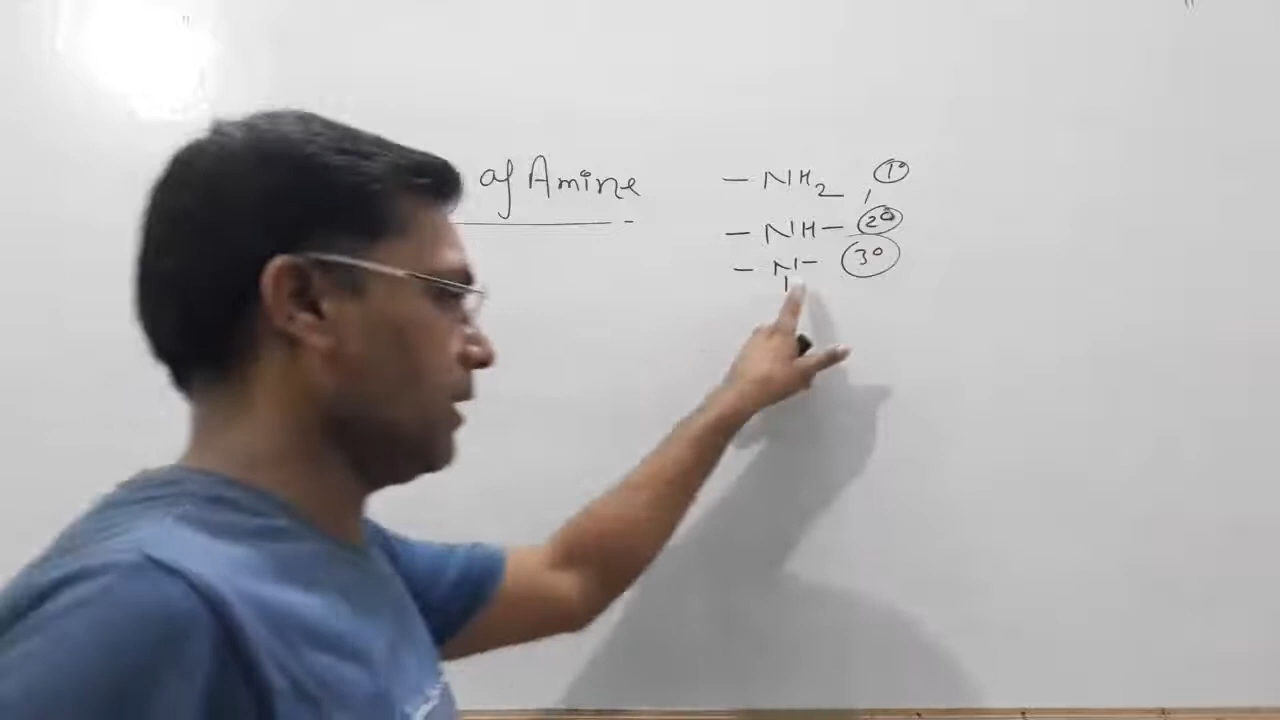 of Amine
— NH₂, 1°
— NH — 2°
— N — 3°